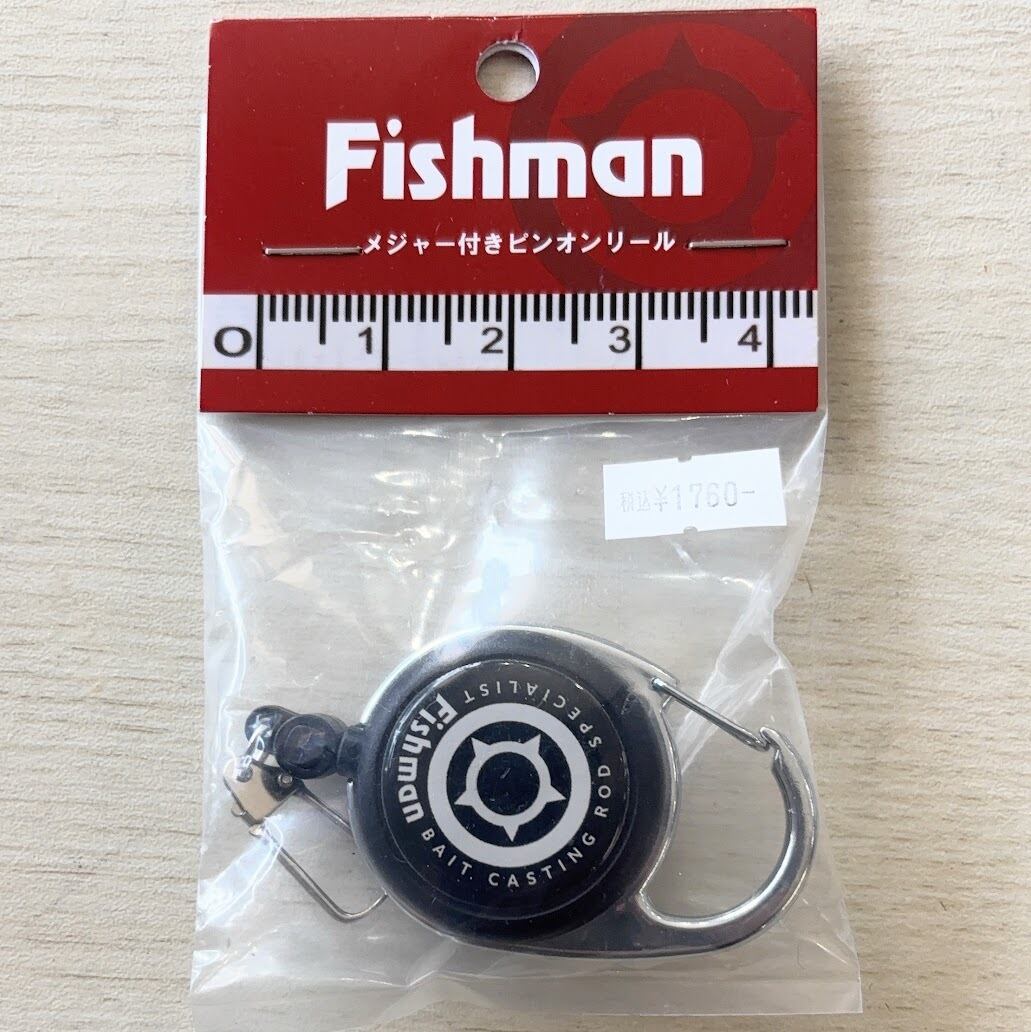 Fishman
メジャー付きピンオンリール
0 1 2 3 4
税込¥1760-
Fishman
BAIT CASTING ROD SPECIALIST